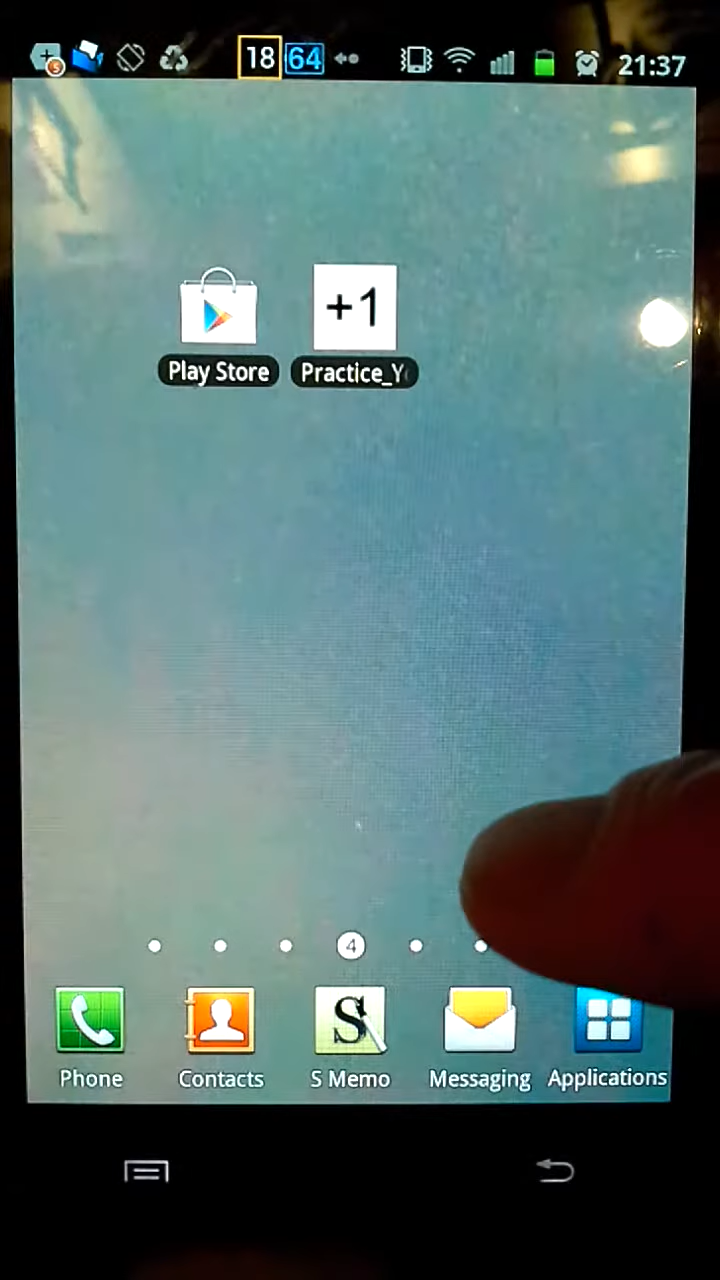 18 64 21:37
+1
Play Store Practice_Y
4
S
Phone Contacts S Memo Messaging Applications